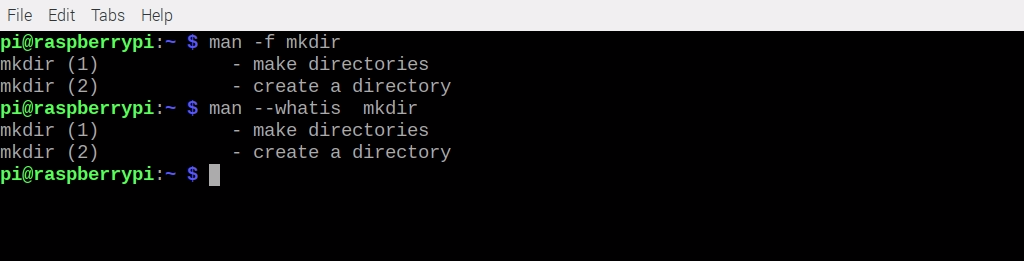 File Edit Tabs Help
pi@raspberrypi:~ $ man -f mkdir
mkdir (1)            - make directories
mkdir (2)            - create a directory
pi@raspberrypi:~ $ man --whatis  mkdir
mkdir (1)            - make directories
mkdir (2)            - create a directory
pi@raspberrypi:~ $